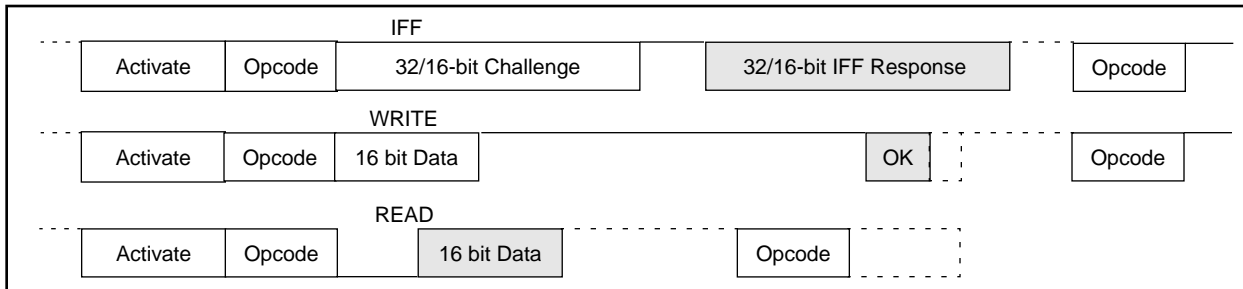 IFF
Activate Opcode 32/16-bit Challenge 32/16-bit IFF Response Opcode
WRITE
Activate Opcode 16 bit Data OK Opcode
READ
Activate Opcode 16 bit Data Opcode